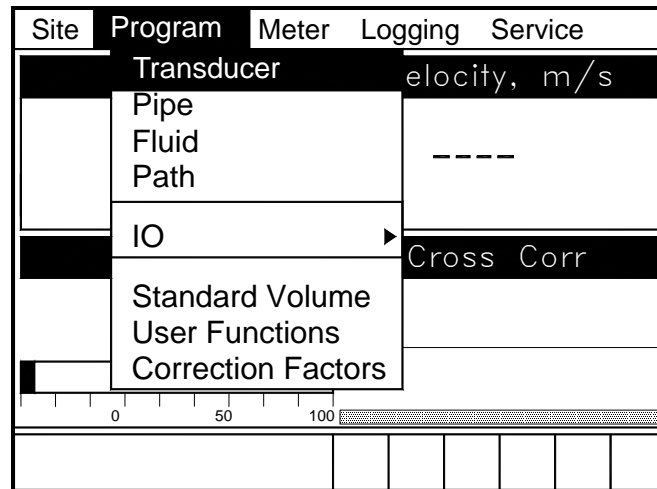 Site Program Meter Logging Service
Transducer
elocity, m/s
Pipe
Fluid
----
Path
IO
Cross Corr
Standard Volume
User Functions
Correction Factors
0 50 100